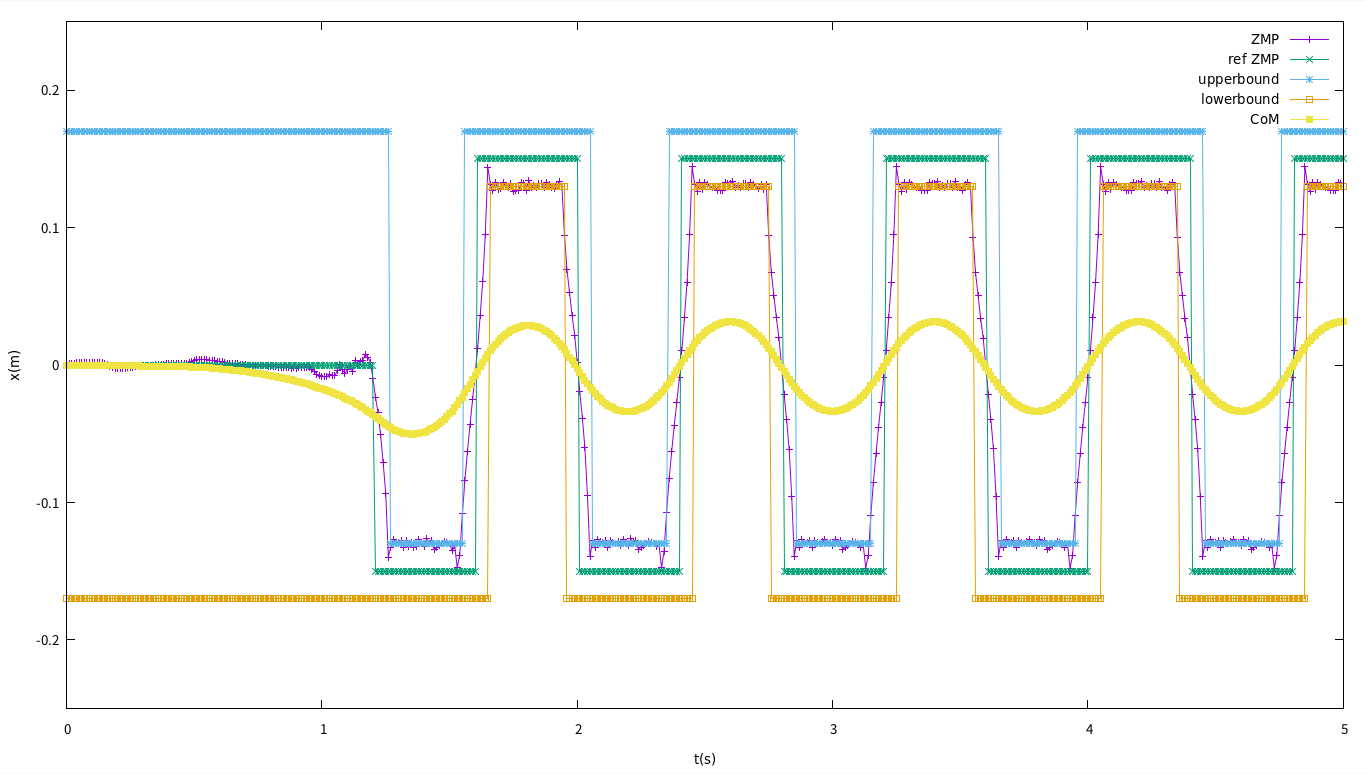 ZMP
ref ZMP
upperbound
lowerbound
CoM
0.2
0.1
0
-0.1
-0.2
x(m)
0 1 2 3 4 5
t(s)